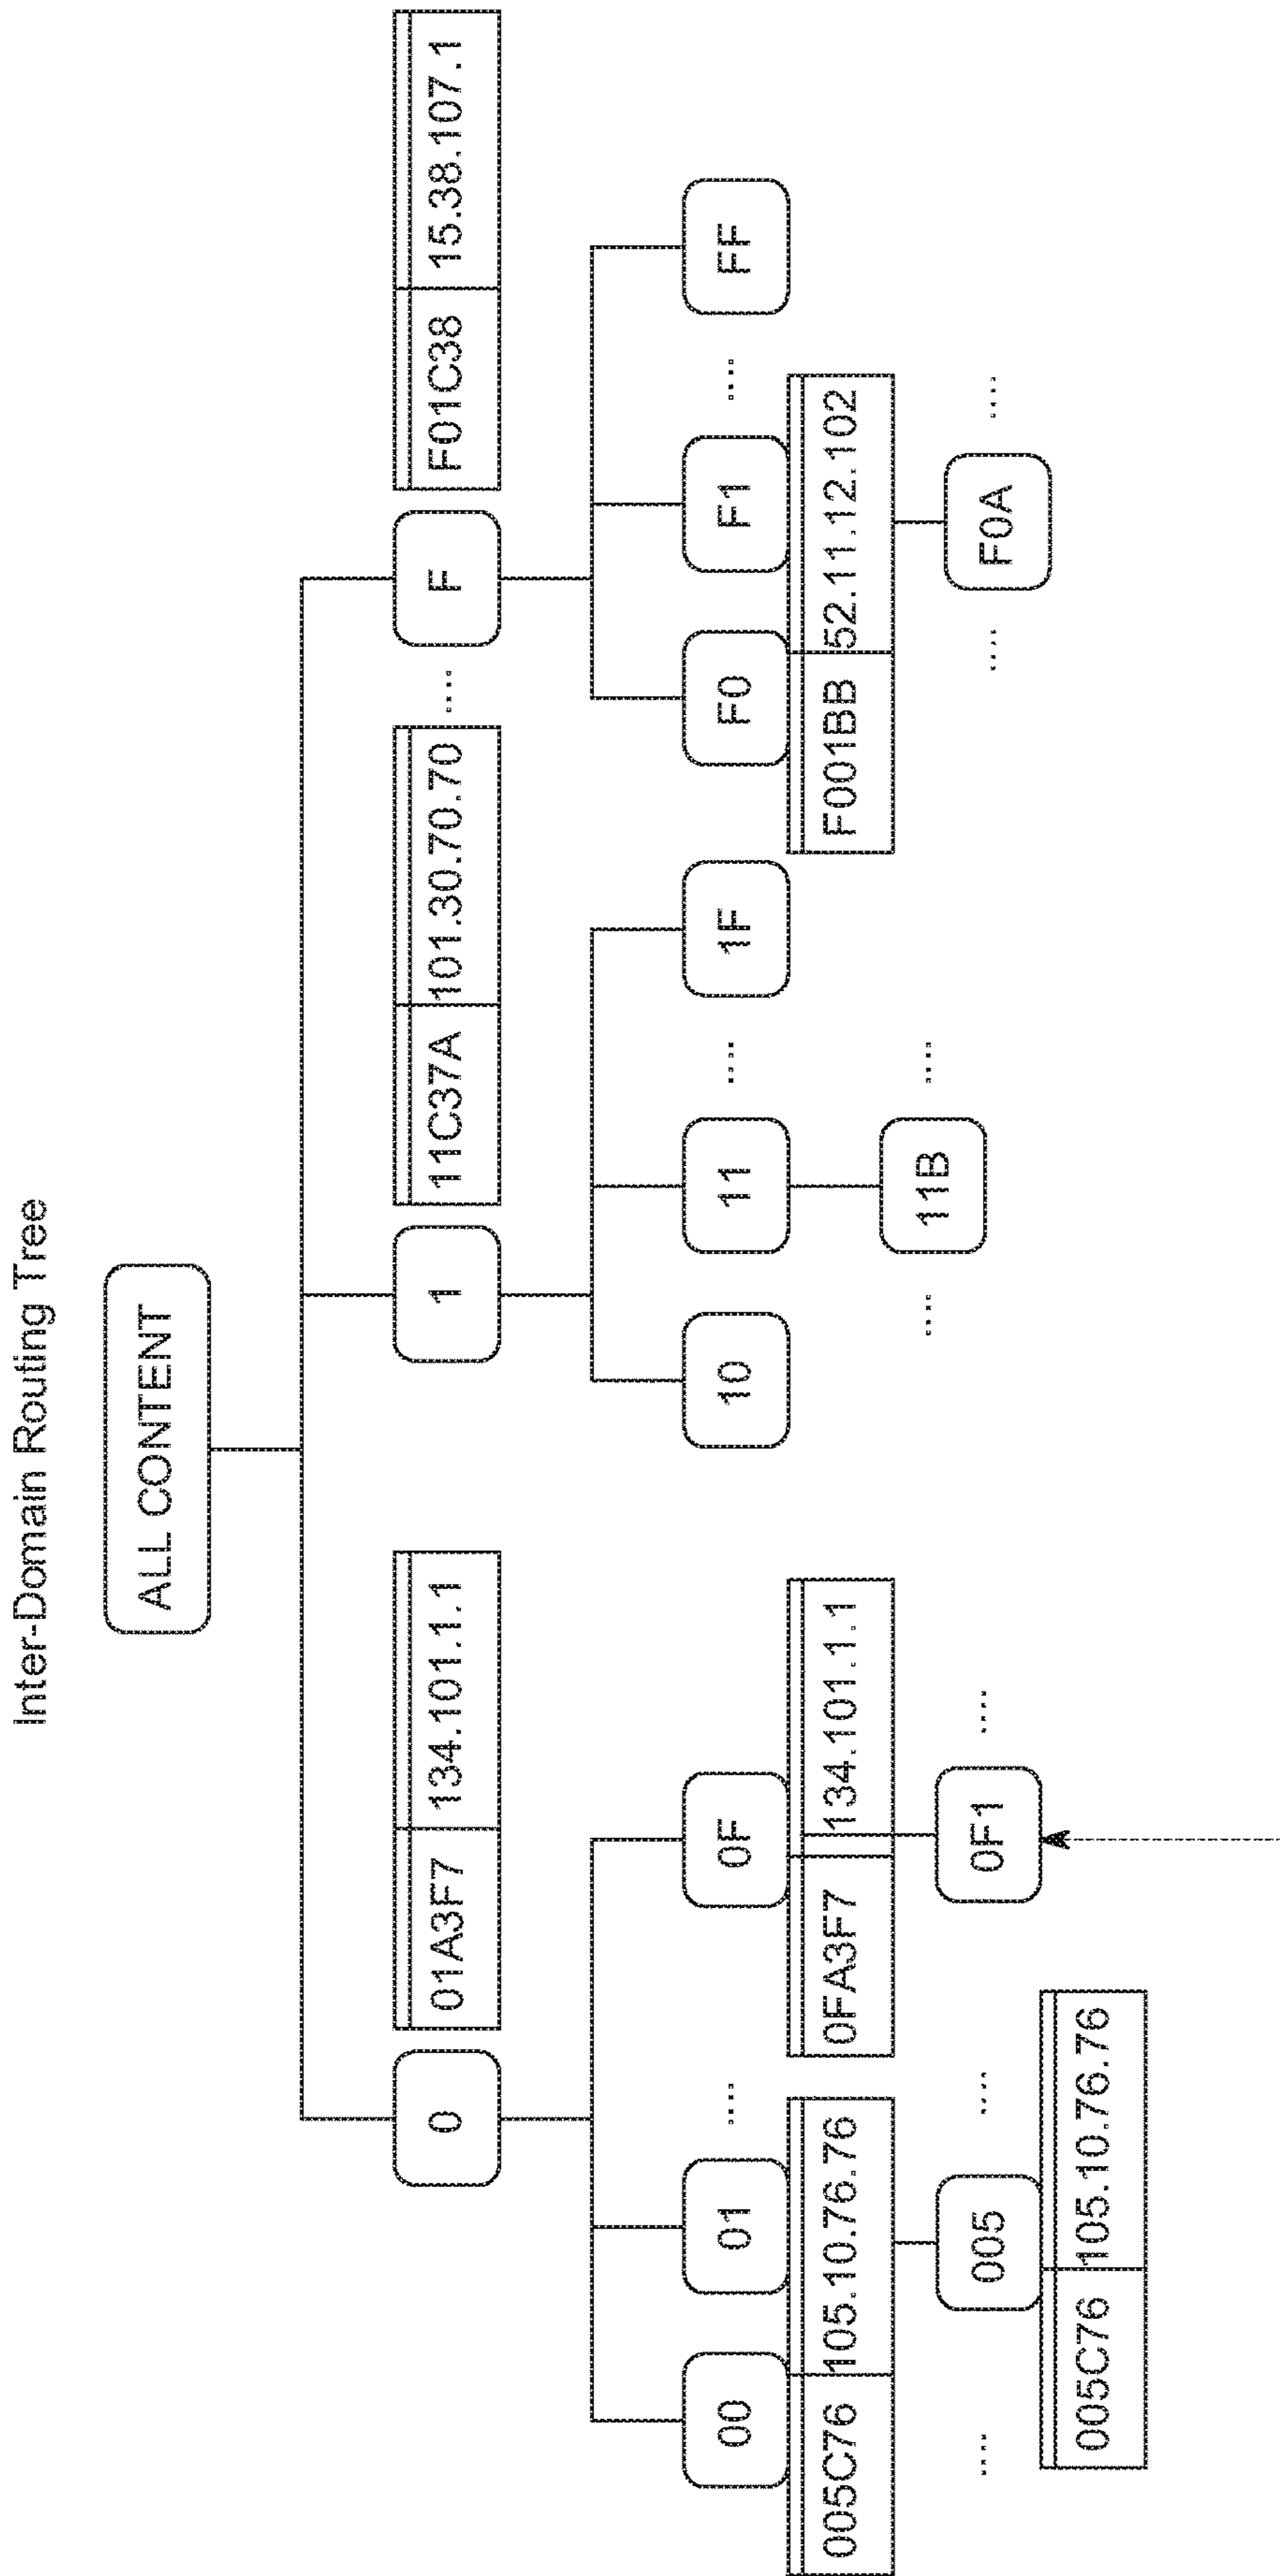 Inter-Domain Routing Tree
ALL CONTENT
0
01A3F7 134.101.1.1
1
11C37A 101.30.70.70
....
F
F01C38 15.38.107.1
00
01
....
0F
10
11
....
1F
F0
F1
....
FF
005C76 105.10.76.76
0FA3F7 134.101.1.1
F001BB 52.11.12.102
....
11B
....
....
005
....
0F1
....
....
F0A
....
005C76 105.10.76.76